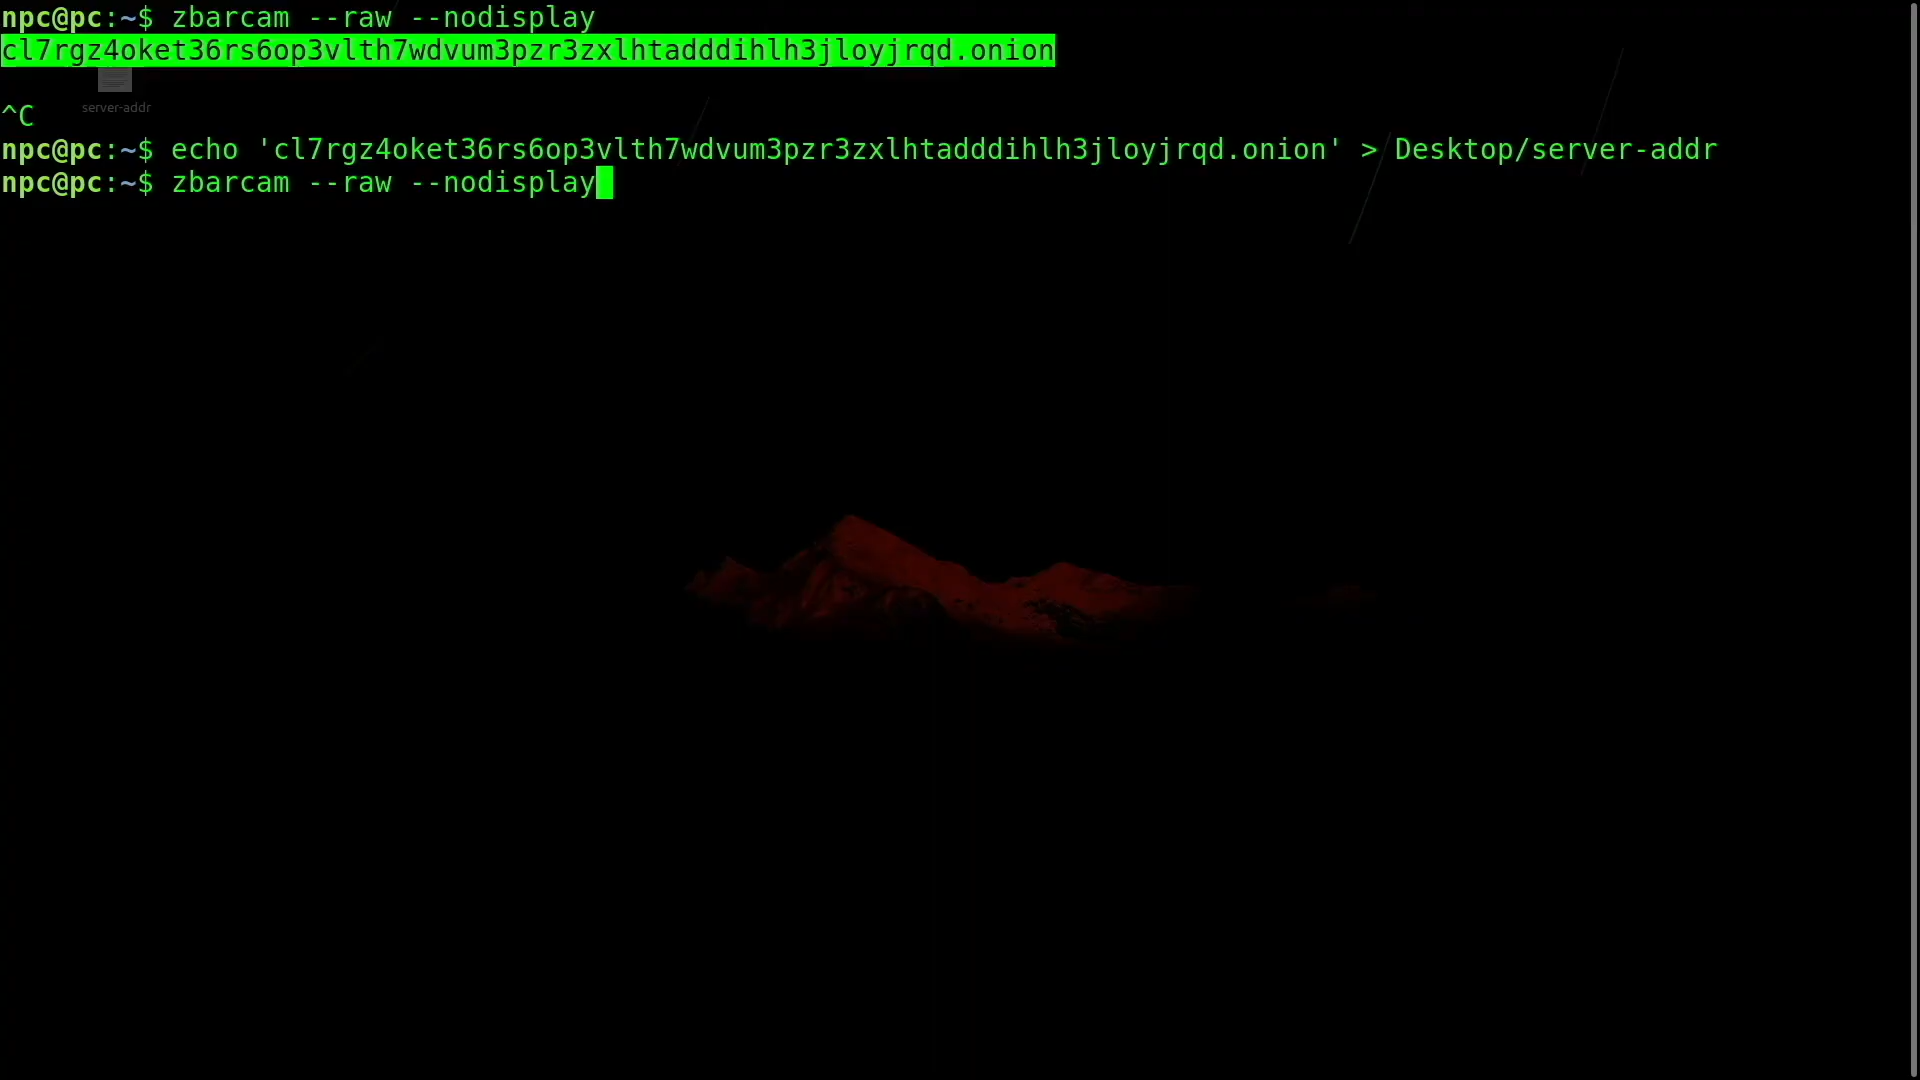 npc@pc:~$ zbarcam --raw --nodisplay
cl7rgz4oket36rs6op3vlth7wdvum3pzr3zxlhtadddihlh3jloyjrqd.onion
server-addr
^C
npc@pc:~$ echo 'cl7rgz4oket36rs6op3vlth7wdvum3pzr3zxlhtadddihlh3jloyjrqd.onion' > Desktop/server-addr
npc@pc:~$ zbarcam --raw --nodisplay